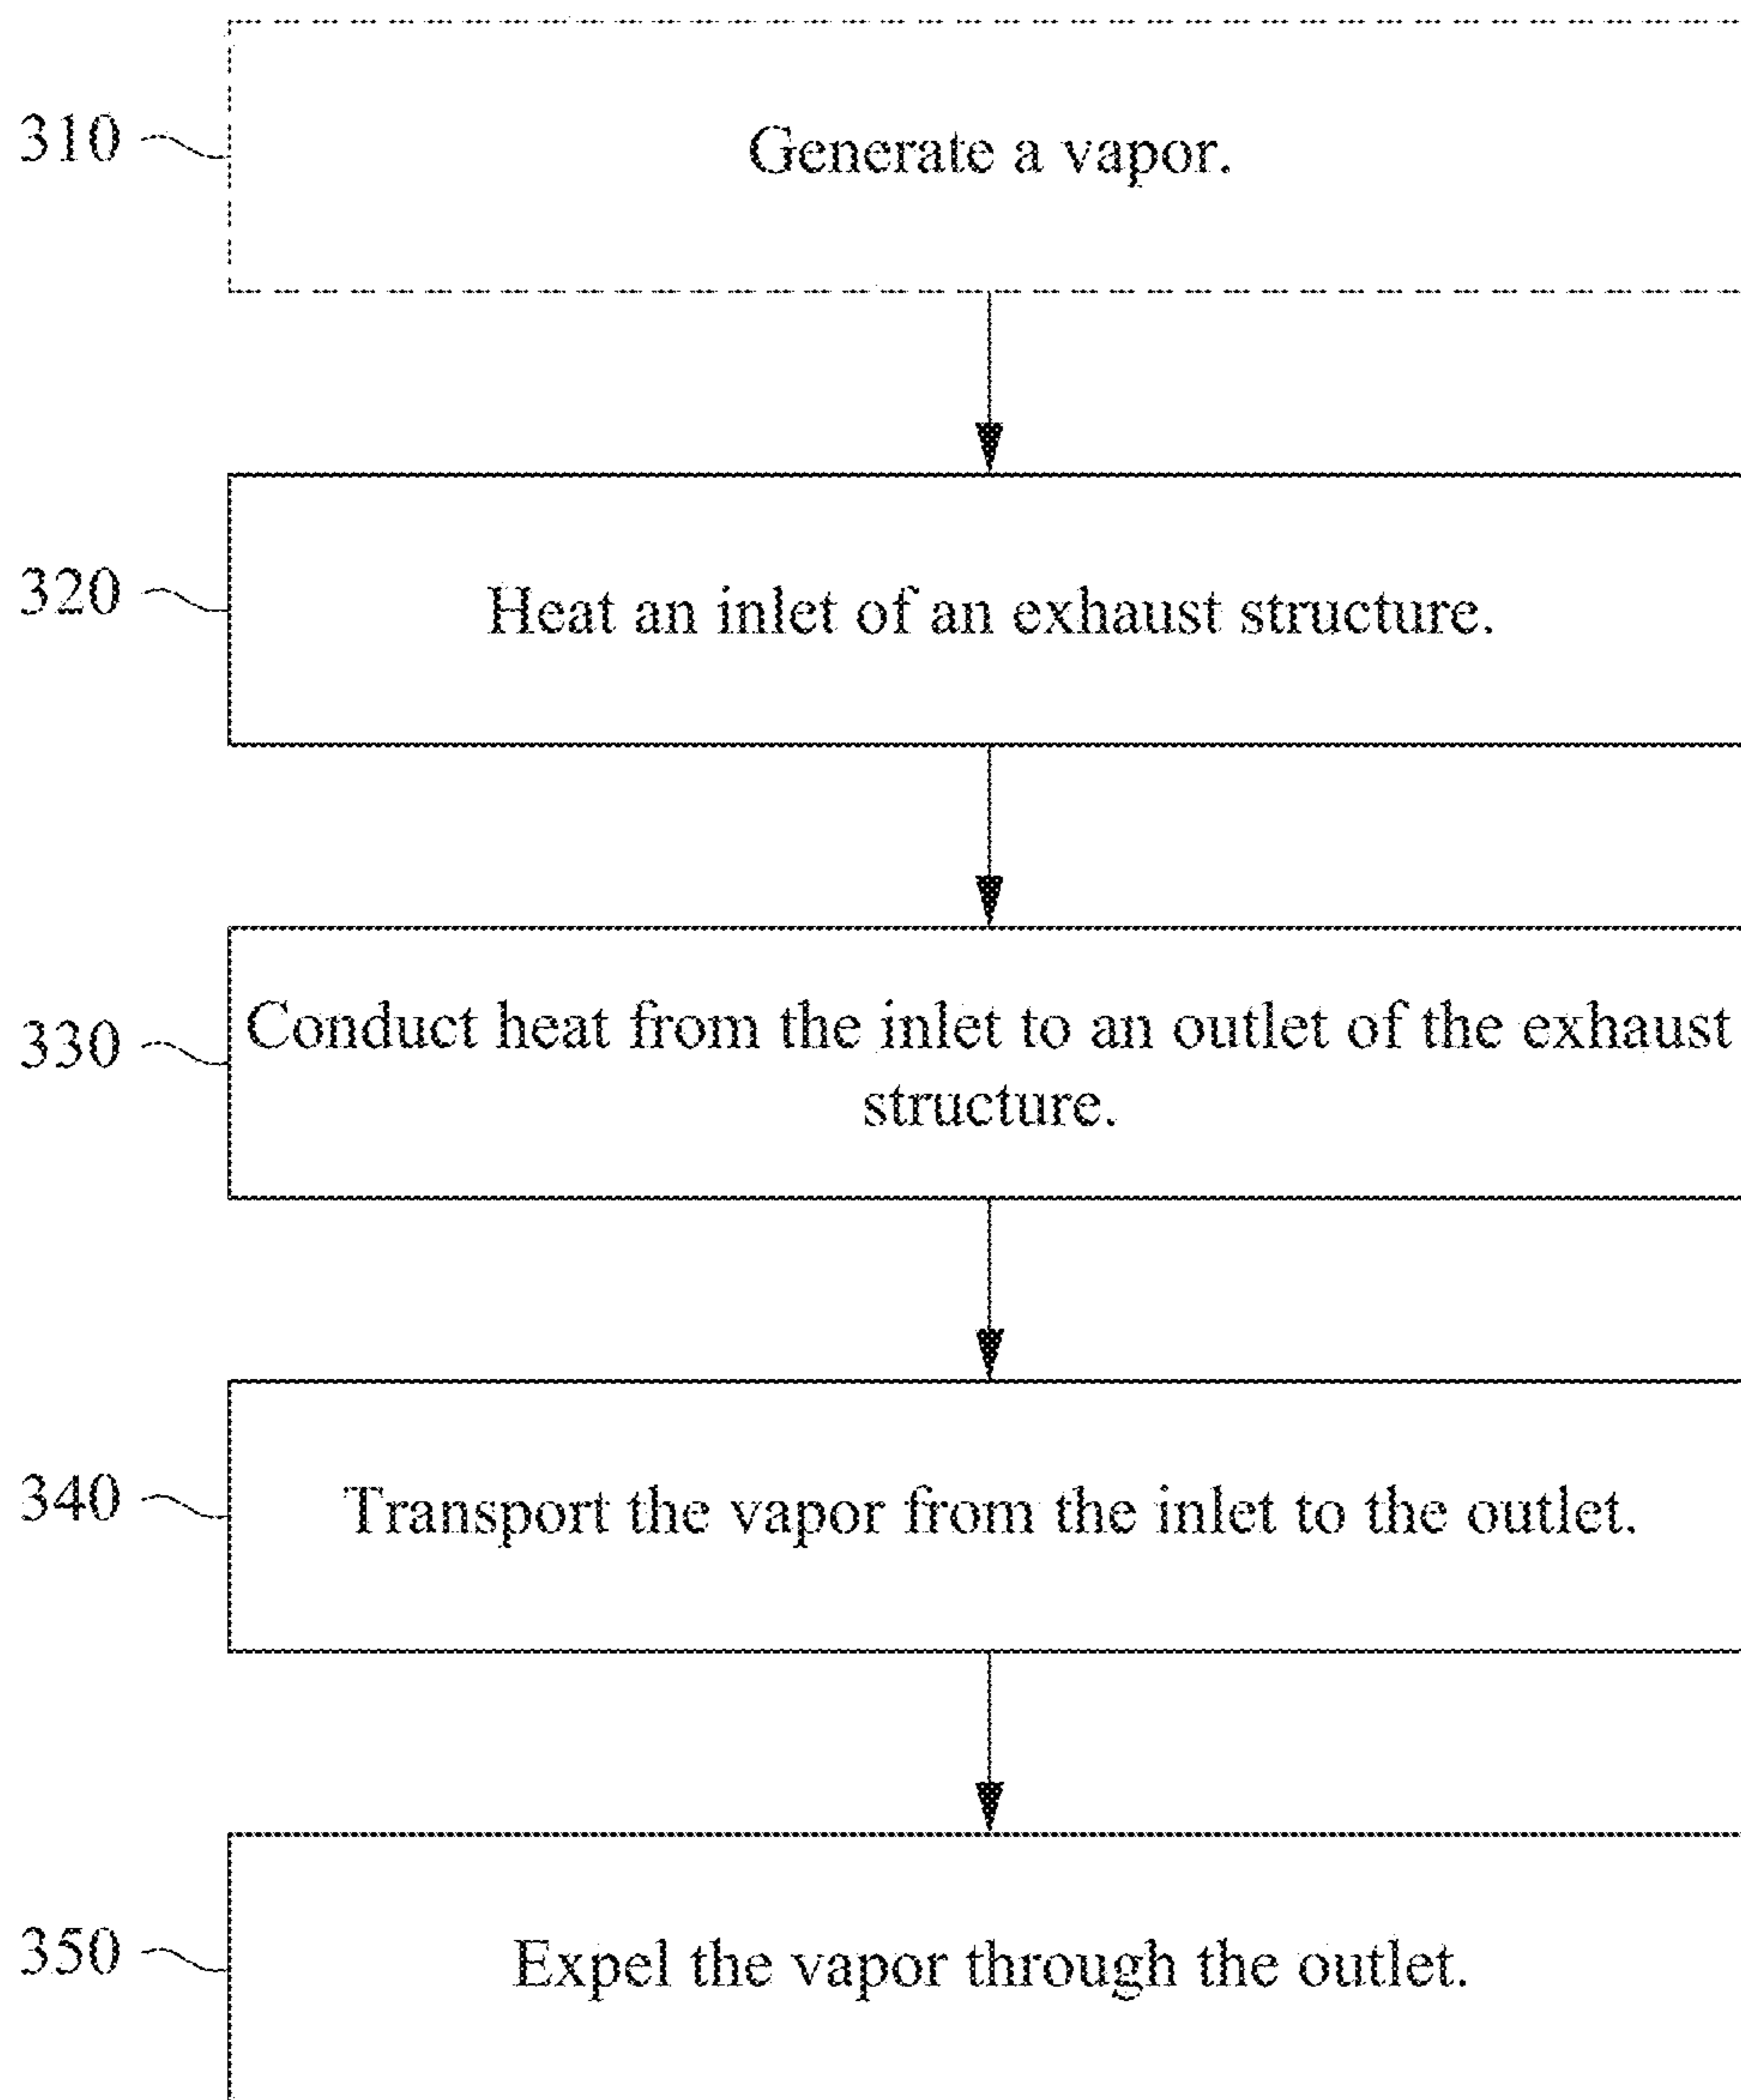 310
Generate a vapor.
320
Heat an inlet of an exhaust structure.
330
Conduct heat from the inlet to an outlet of the exhaust
structure.
340
Transport the vapor from the inlet to the outlet.
350
Expel the vapor through the outlet.